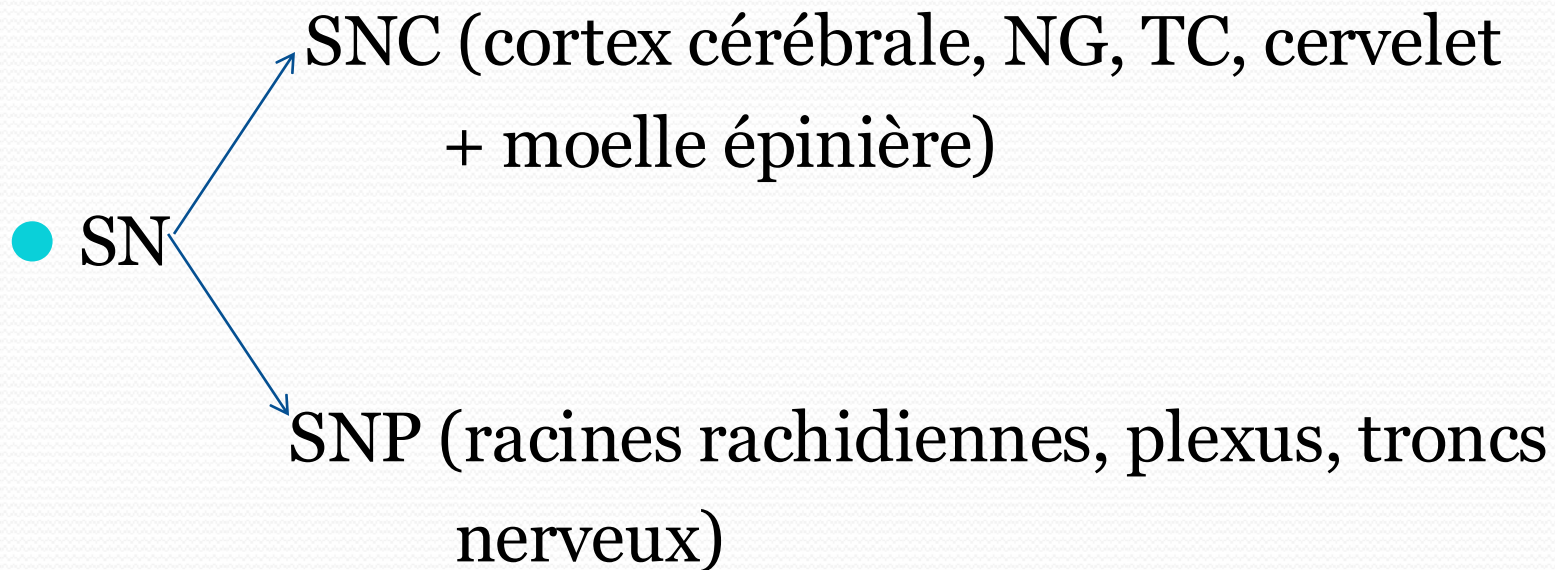 SNC (cortex cérébrale, NG, TC, cervelet
+ moelle épinière)
SN
SNP (racines rachidiennes, plexus, troncs
nerveux)